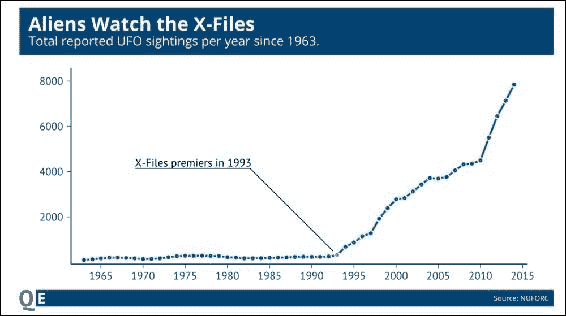 Aliens Watch the X-Files
Total reported UFO sightings per year since 1963.
8000
6000
4000
2000
X-Files premiers in 1993
1965 1970 1975 1980 1985 1990 1995 2000 2005 2010 2015
QE
Source: NUFORC